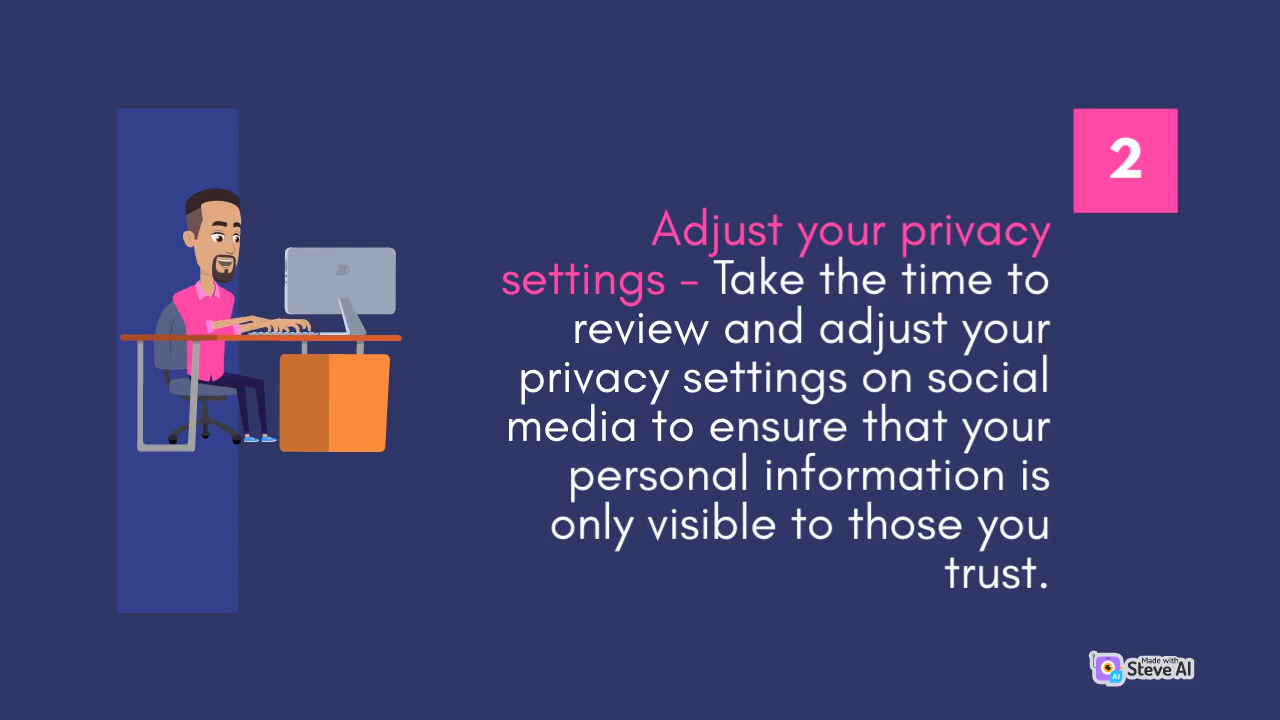 2
Adjust your privacy
settings - Take the time to
review and adjust your
privacy settings on social
media to ensure that your
personal information is
only visible to those you
trust.
Made with
Steve AI
AI